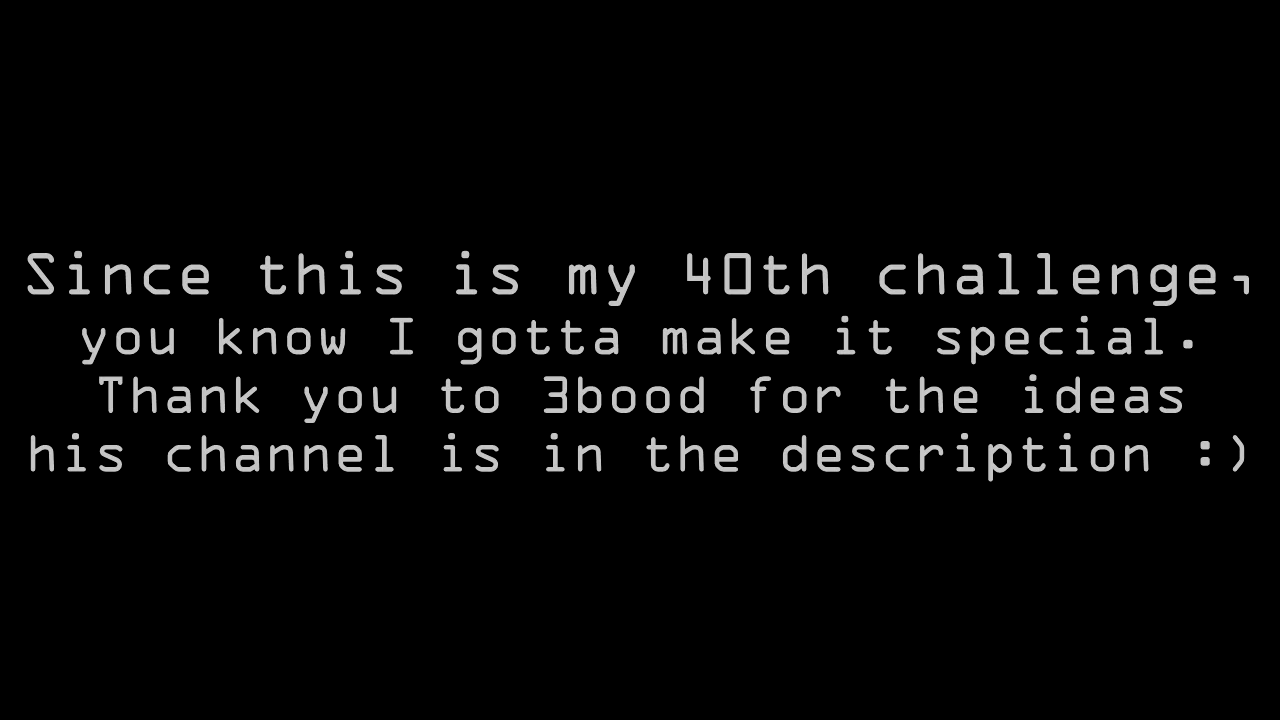 Since this is my 40th challenge,
you know I gotta make it special.
Thank you to 3bood for the ideas
his channel is in the description :)